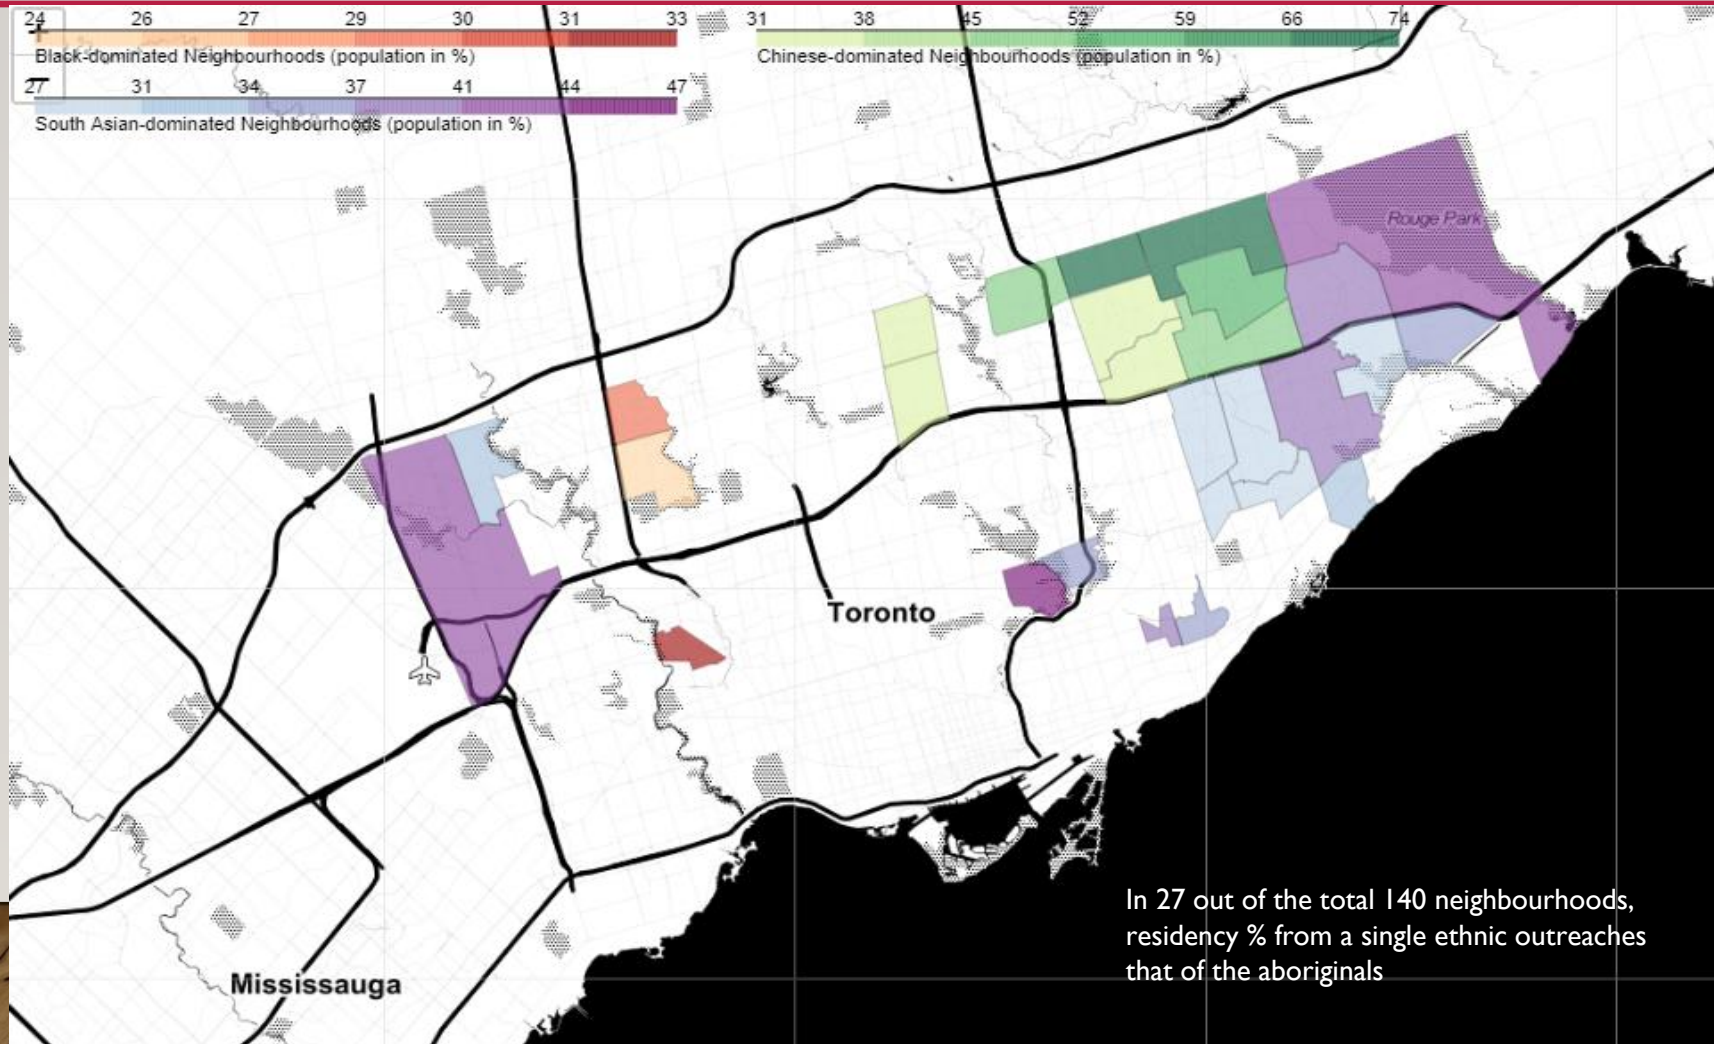 24 26 27 29 30 31 33
Black-dominated Neighbourhoods (population in %)
31 38 45 52 59 66 74
Chinese-dominated Neighbourhoods (population in %)
27 31 34 37 41 44 47
South Asian-dominated Neighbourhoods (population in %)
Rouge Park
Toronto
Mississauga
In 27 out of the total 140 neighbourhoods,
residency % from a single ethnic outreaches
that of the aboriginals